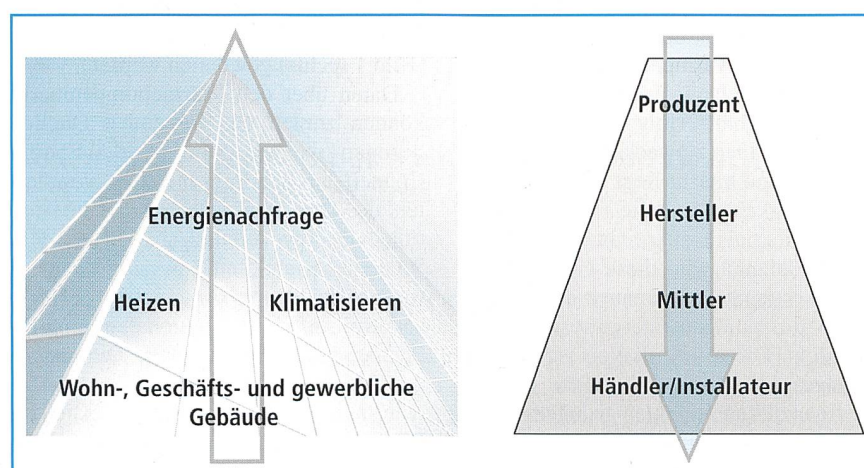 Energienachfrage
Heizen
Klimatisieren
Wohn-, Geschäfts- und gewerbliche
Gebäude
Produzent
Hersteller
Mittler
Händler/Installateur